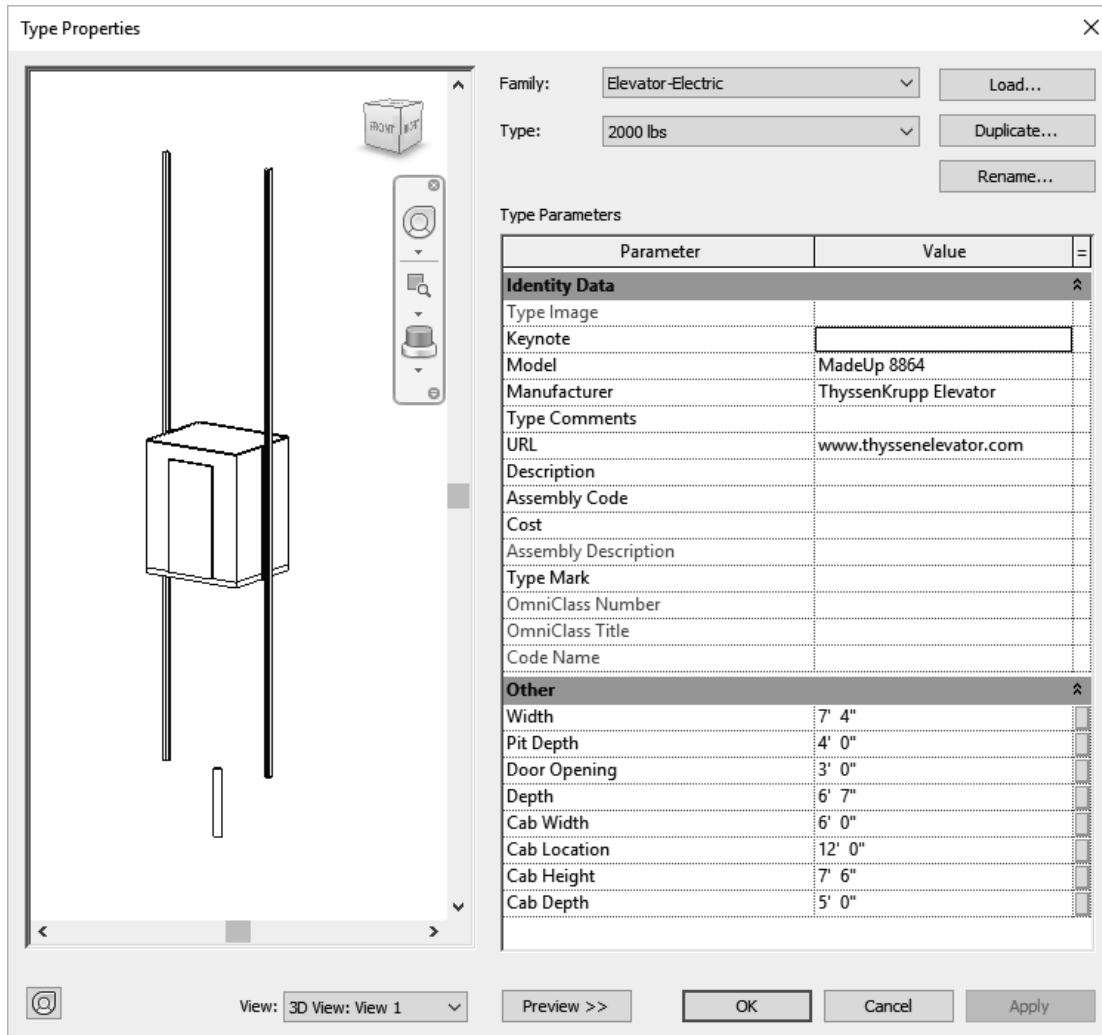 Type Properties
FRONT
Family: Elevator-Electric Load...
Type: 2000 lbs Duplicate...
Rename...
Type Parameters
Parameter Value =
Identity Data
Type Image
Keynote
Model MadeUp 8864
Manufacturer ThyssenKrupp Elevator
Type Comments
URL www.thyssenelevator.com
Description
Assembly Code
Cost
Assembly Description
Type Mark
OmniClass Number
OmniClass Title
Code Name
Other
Width 7' 4"
Pit Depth 4' 0"
Door Opening 3' 0"
Depth 6' 7"
Cab Width 6' 0"
Cab Location 12' 0"
Cab Height 7' 6"
Cab Depth 5' 0"
View: 3D View: View 1 Preview >> OK Cancel Apply